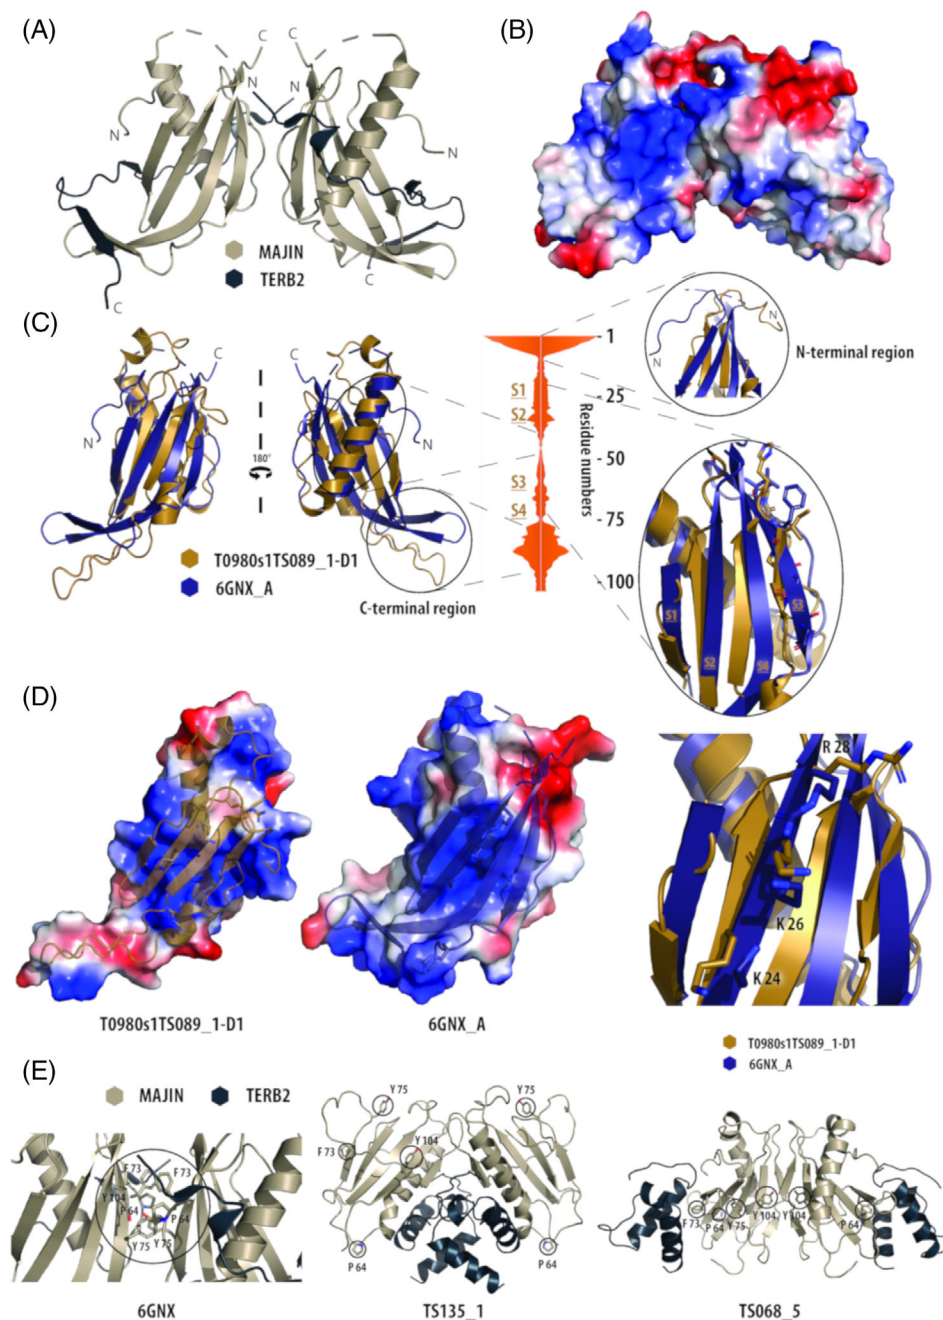 (A)
C
C
N
N
N
N
C
C
MAJIN
TERB2
(B)
(C)
C
C
N
N
180°
T0980s1TS089_1-D1
6GNX_A
C-terminal region
S1
S2
S3
S4
Residue numbers
- 1
- 25
- 50
- 75
- 100
N
N
N-terminal region
S1
S2
S4
S3
(D)
T0980s1TS089_1-D1
6GNX_A
R 28
K 26
K 24
T0980s1TS089_1-D1
6GNX_A
(E)
MAJIN
TERB2
F 73
F 73
Y 104
P 64
P 64
Y 75
Y 75
6GNX
Y 75
Y 75
Y 104
F 73
P 64
P 64
TS135_1
F 73
P 64
Y 75
Y 104
Y 104
P 64
TS068_5